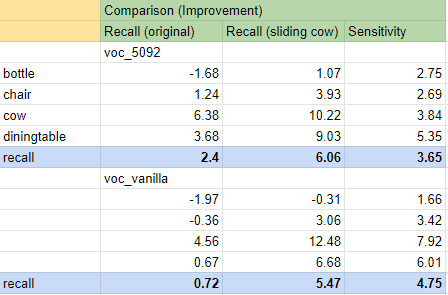 Comparison (Improvement)
Recall (original) Recall (sliding cow) Sensitivity
voc_5092
bottle -1.68 1.07 2.75
chair 1.24 3.93 2.69
cow 6.38 10.22 3.84
diningtable 3.68 9.03 5.35
recall 2.4 6.06 3.65
voc_vanilla
-1.97 -0.31 1.66
-0.36 3.06 3.42
4.56 12.48 7.92
0.67 6.68 6.01
recall 0.72 5.47 4.75